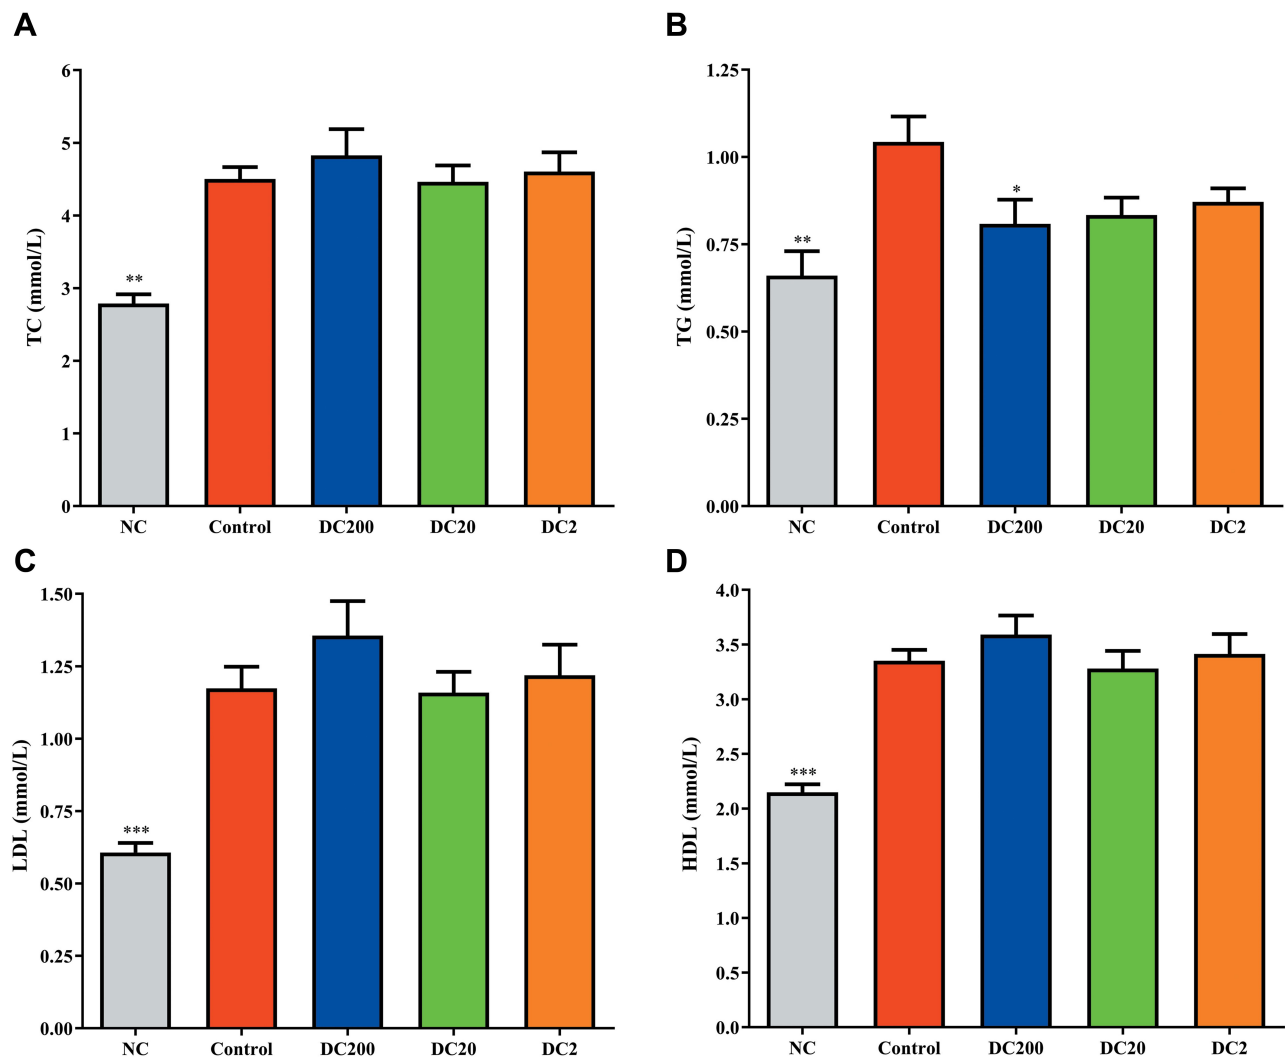 A
TC (mmol/L)
6
5
4
3
2
1
0
**
NC Control DC200 DC20 DC2
B
TG (mmol/L)
1.25
1.00
0.75
0.50
0.25
0.00
**
*
NC Control DC200 DC20 DC2
C
LDL (mmol/L)
1.50
1.25
1.00
0.75
0.50
0.25
0.00
***
NC Control DC200 DC20 DC2
D
HDL (mmol/L)
4.0
3.5
3.0
2.5
2.0
1.5
1.0
0.5
0.0
***
NC Control DC200 DC20 DC2